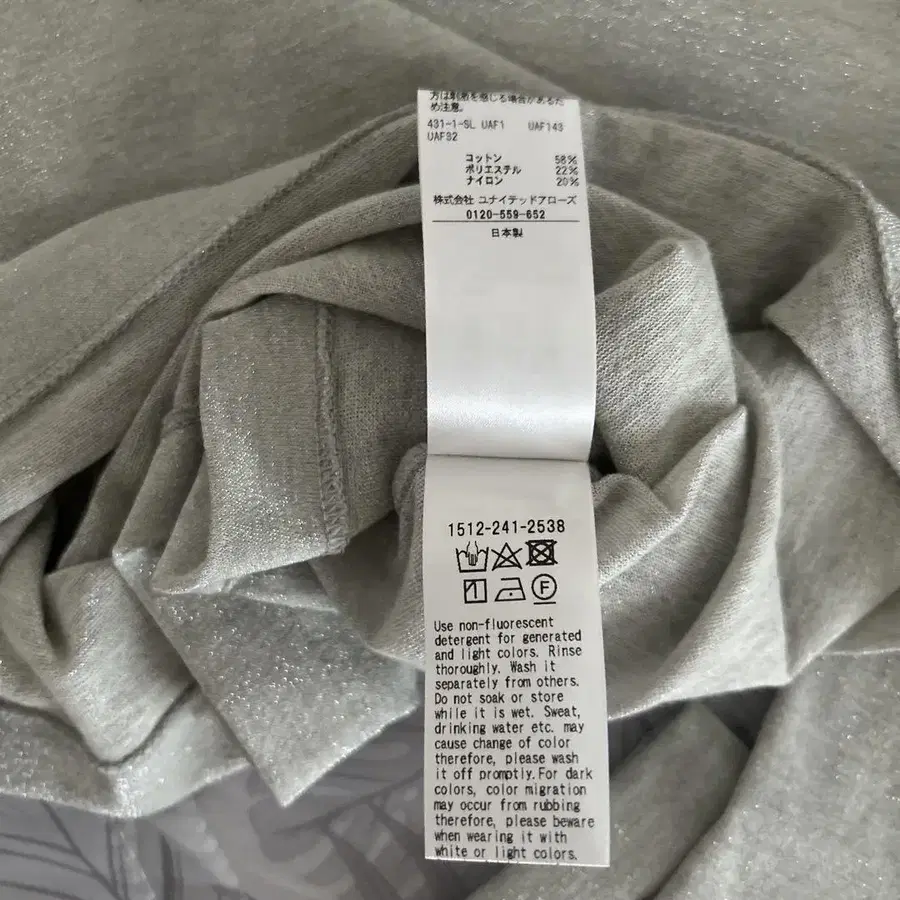 方は刺激を感じる場合があるた
め注意。
431-1-SL UAF1 UAF143
UAF32
コットン 58%
ポリエステル 22%
ナイロン 20%
株式会社 ユナイテッドアローズ
0120-559-652
日本製
1512-241-2538
F
Use non-fluorescent
detergent for generated
and light colors. Rinse
thoroughly. Wash it
separately from others.
Do not soak or store
while it is wet. Sweat,
drinking water etc. may
cause change of color
therefore, please wash
it off promptly.For dark
colors, color migration
may occur from rubbing
therefore, please beware
when wearing it with
white or light colors.